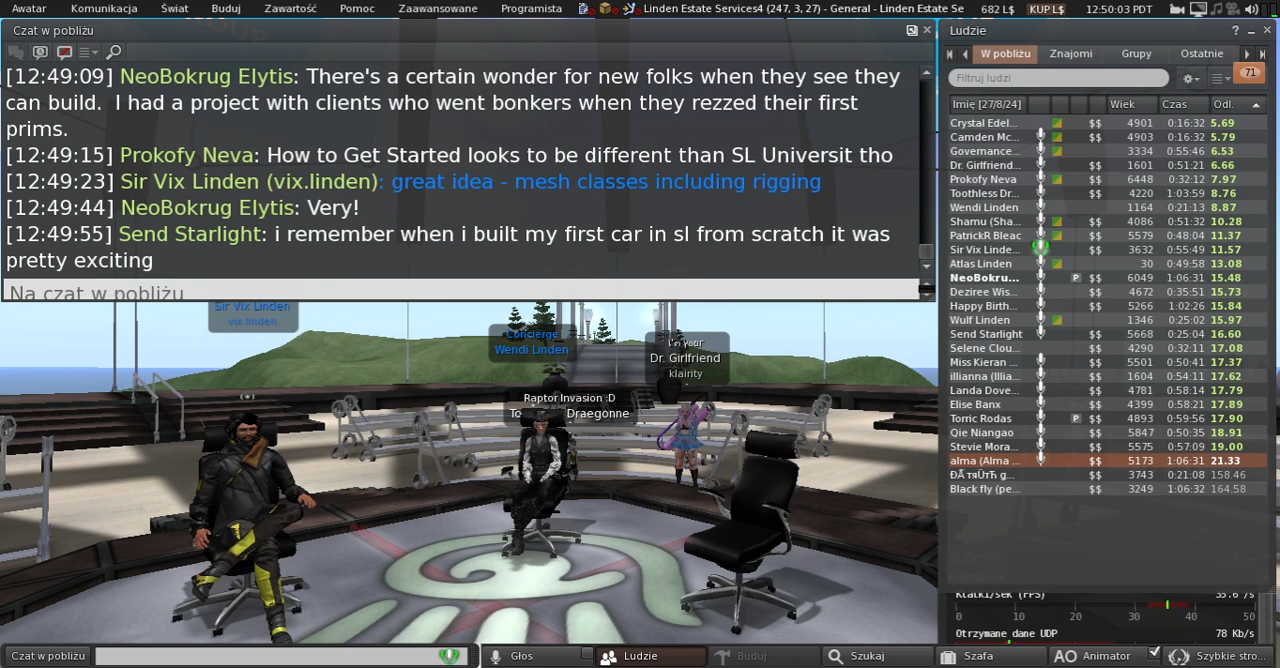 Awatar Komunikacja Świat Buduj Zawartość Pomoc Zaawansowane Programista Linden Estate Services4 (247, 3, 27) - General - Linden Estate Se 682 L$ KUP L$ 12:50:03 PDT
Czat w pobliżu
[12:49:09] NeoBokrug Elytis: There's a certain wonder for new folks when they see they
can build. I had a project with clients who went bonkers when they rezzed their first
prims.
[12:49:15] Prokofy Neva: How to Get Started looks to be different than SL Universit tho
[12:49:23] Sir Vix Linden (vix.linden): great idea - mesh classes including rigging
[12:49:44] NeoBokrug Elytis: Very!
[12:49:55] Send Starlight: i remember when i built my first car in sl from scratch it was
pretty exciting
Na czat w pobliżu
Sir Vix Linden
vix linden
Concierge
Wendi Linden
I'm your
Dr. Girlfriend
klairity
Raptor Invasion :D
To Draegonne
Ludzie
W pobliżu Znajomi Grupy Ostatnie
Filtruj ludzi
71
Imię [27/8/24] Wiek Czas Odl.
Crystal Edel... $$ 4901 0:16:32 5.69
Camden Mc... $$ 4903 0:16:32 5.79
Governance... 3334 0:55:46 6.53
Dr. Girlfriend $$ 1601 0:51:21 6.66
Prokofy Neva $$ 6448 0:32:12 7.97
Toothless Dr... $$ 4220 1:03:59 8.76
Wendi Linden 1164 0:21:13 8.87
Shamu (Sha... $$ 4086 0:51:32 10.28
PatrickR Bleac $$ 5579 0:48:04 11.37
Sir Vix Linde... $$ 3632 0:55:49 11.57
Atlas Linden 30 0:49:58 13.08
NeoBokru... P $$ 6049 1:06:31 15.48
Deziree Wis... $$ 4672 0:35:51 15.73
Happy Birth... $$ 5266 1:02:26 15.84
Wulf Linden 1346 0:25:02 15.97
Send Starlight $$ 5668 0:25:04 16.60
Selene Clou... $$ 4290 0:32:11 17.08
Miss Kieran ... $$ 5501 0:50:41 17.37
illianna (Illia... $$ 1604 0:54:11 17.62
Landa Dove... $$ 4781 0:58:14 17.79
Elise Banx $$ 4399 0:58:21 17.89
Torric Rodas P $$ 4893 0:59:56 17.90
Qie Niangao $$ 5847 0:50:35 18.91
Stevie Mora... $$ 5575 0:57:09 19.00
alma (Alma ... $$ 5173 1:06:31 21.33
$$ 3743 0:21:08 158.46
Black fly (pe... $$ 3249 1:06:32 164.58
Klatki/sek (FPS) 35.6 /s
0 10 20 30 40 50
Otrzymane dane UDP 78 Kb/s
Czat w pobliżu Głos Ludzie Buduj Szukaj Szafa AO Animator Szybkie stro...